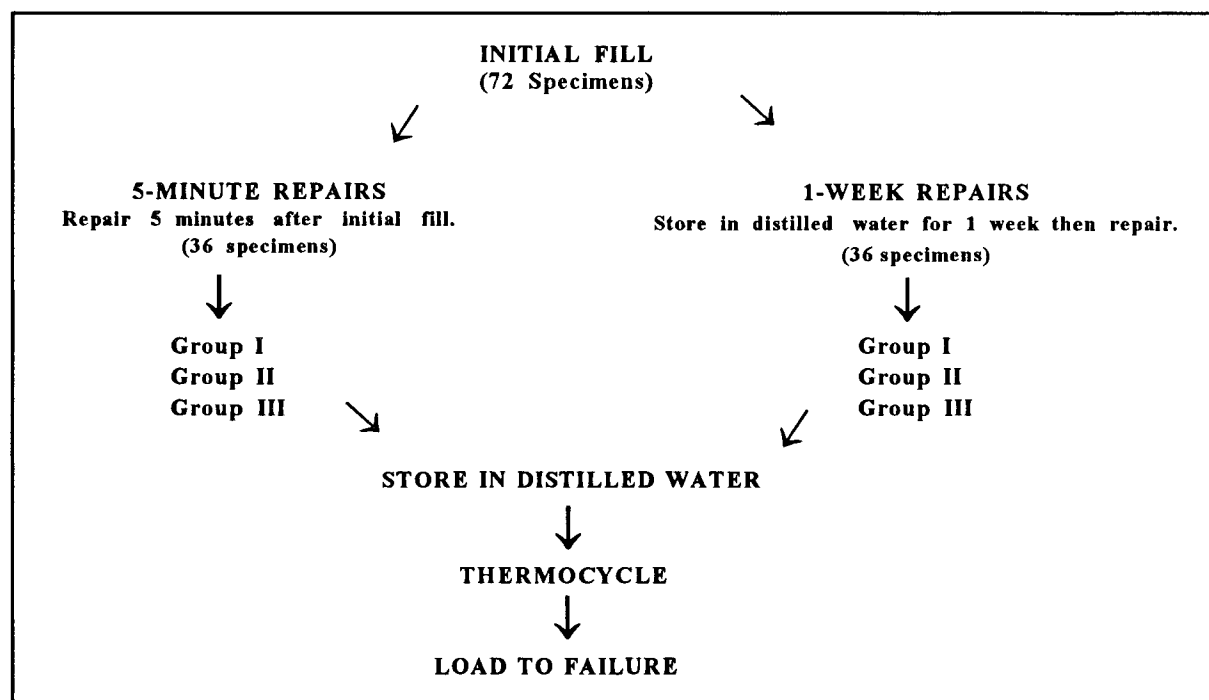 INITIAL FILL
(72 Specimens)
5-MINUTE REPAIRS
Repair 5 minutes after initial fill.
(36 specimens)
1-WEEK REPAIRS
Store in distilled water for 1 week then repair.
(36 specimens)
Group I
Group II
Group III
Group I
Group II
Group III
STORE IN DISTILLED WATER
THERMOCYCLE
LOAD TO FAILURE